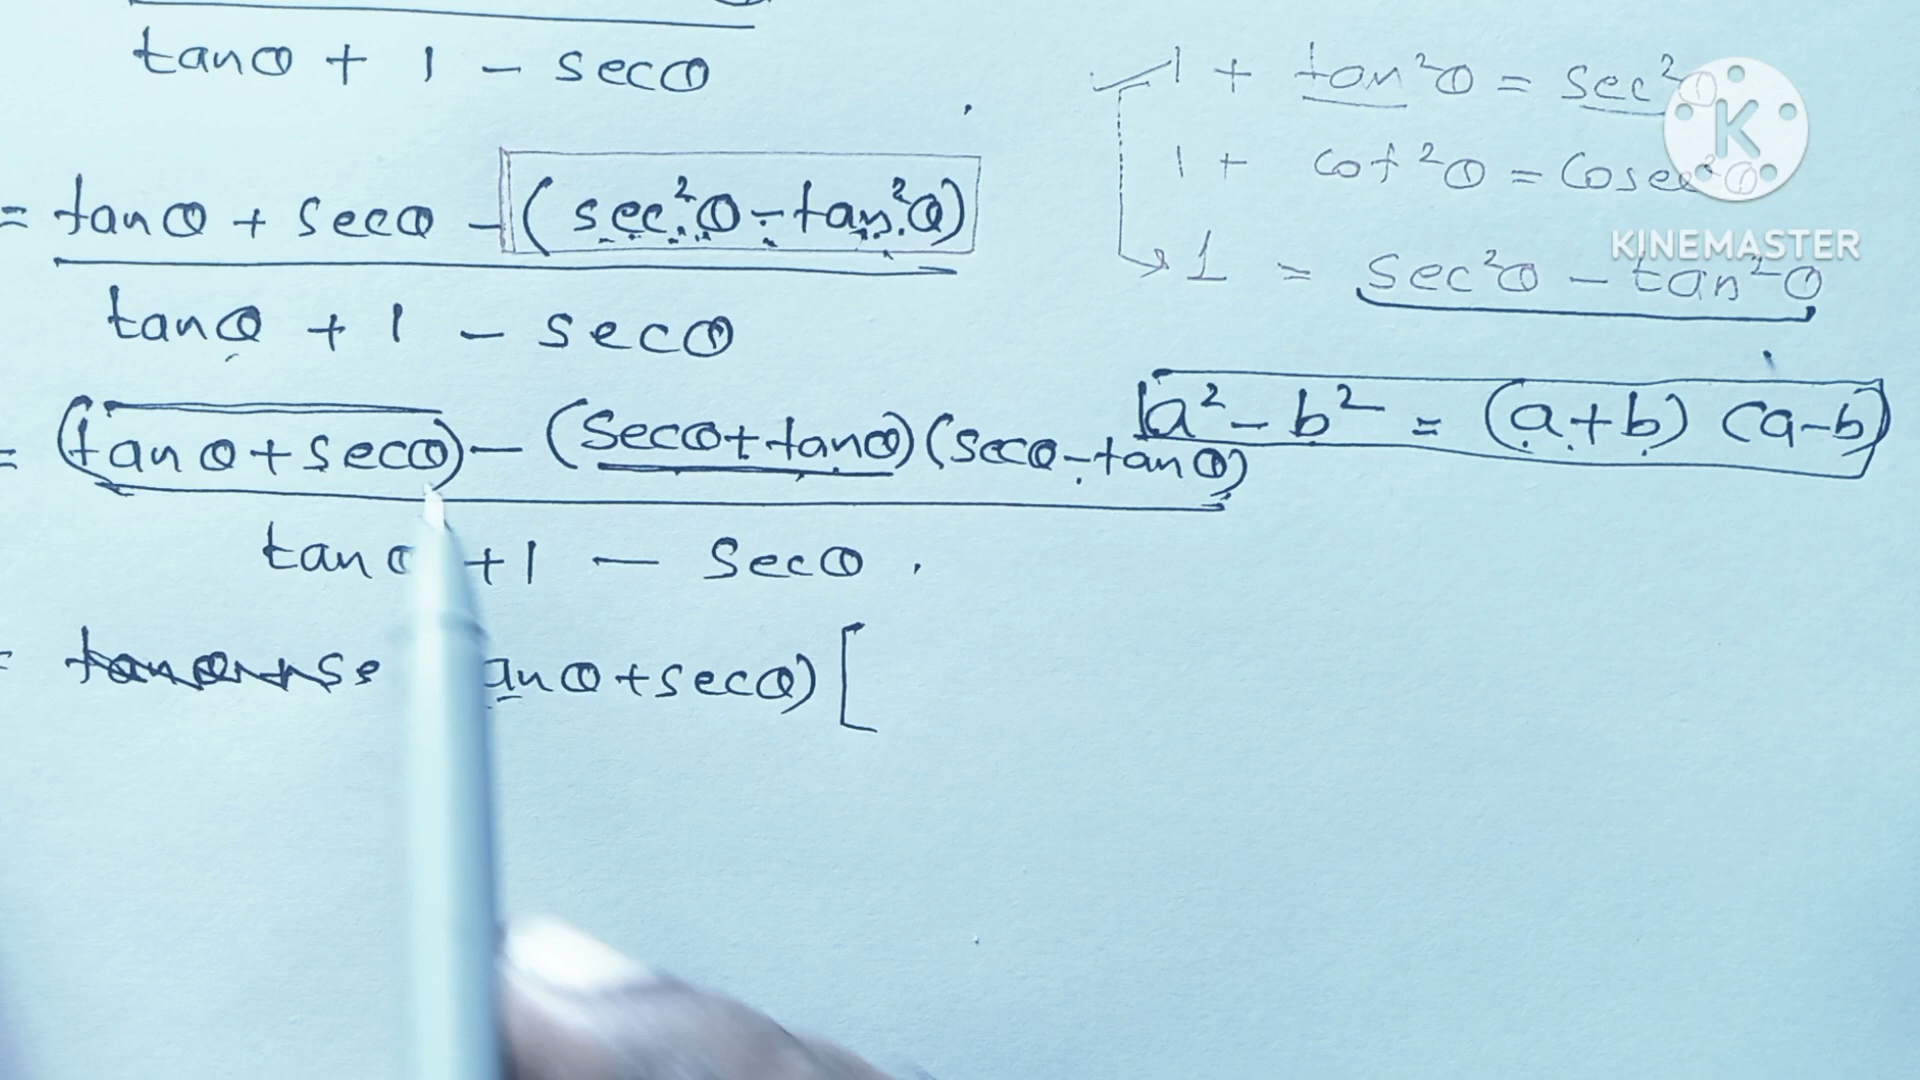 tanθ + 1 - secθ
1 + tan²θ = sec²θ
1 + cot²θ = cosec²θ
= tanθ + secθ - (sec²θ - tan²θ)
tanθ + 1 - secθ
1 = sec²θ - tan²θ
KINEMASTER
a² - b² = (a+b) (a-b)
= (tanθ + secθ) - (secθ + tanθ) (secθ - tanθ)
tanθ + 1 - secθ
= anθ + secθ) [